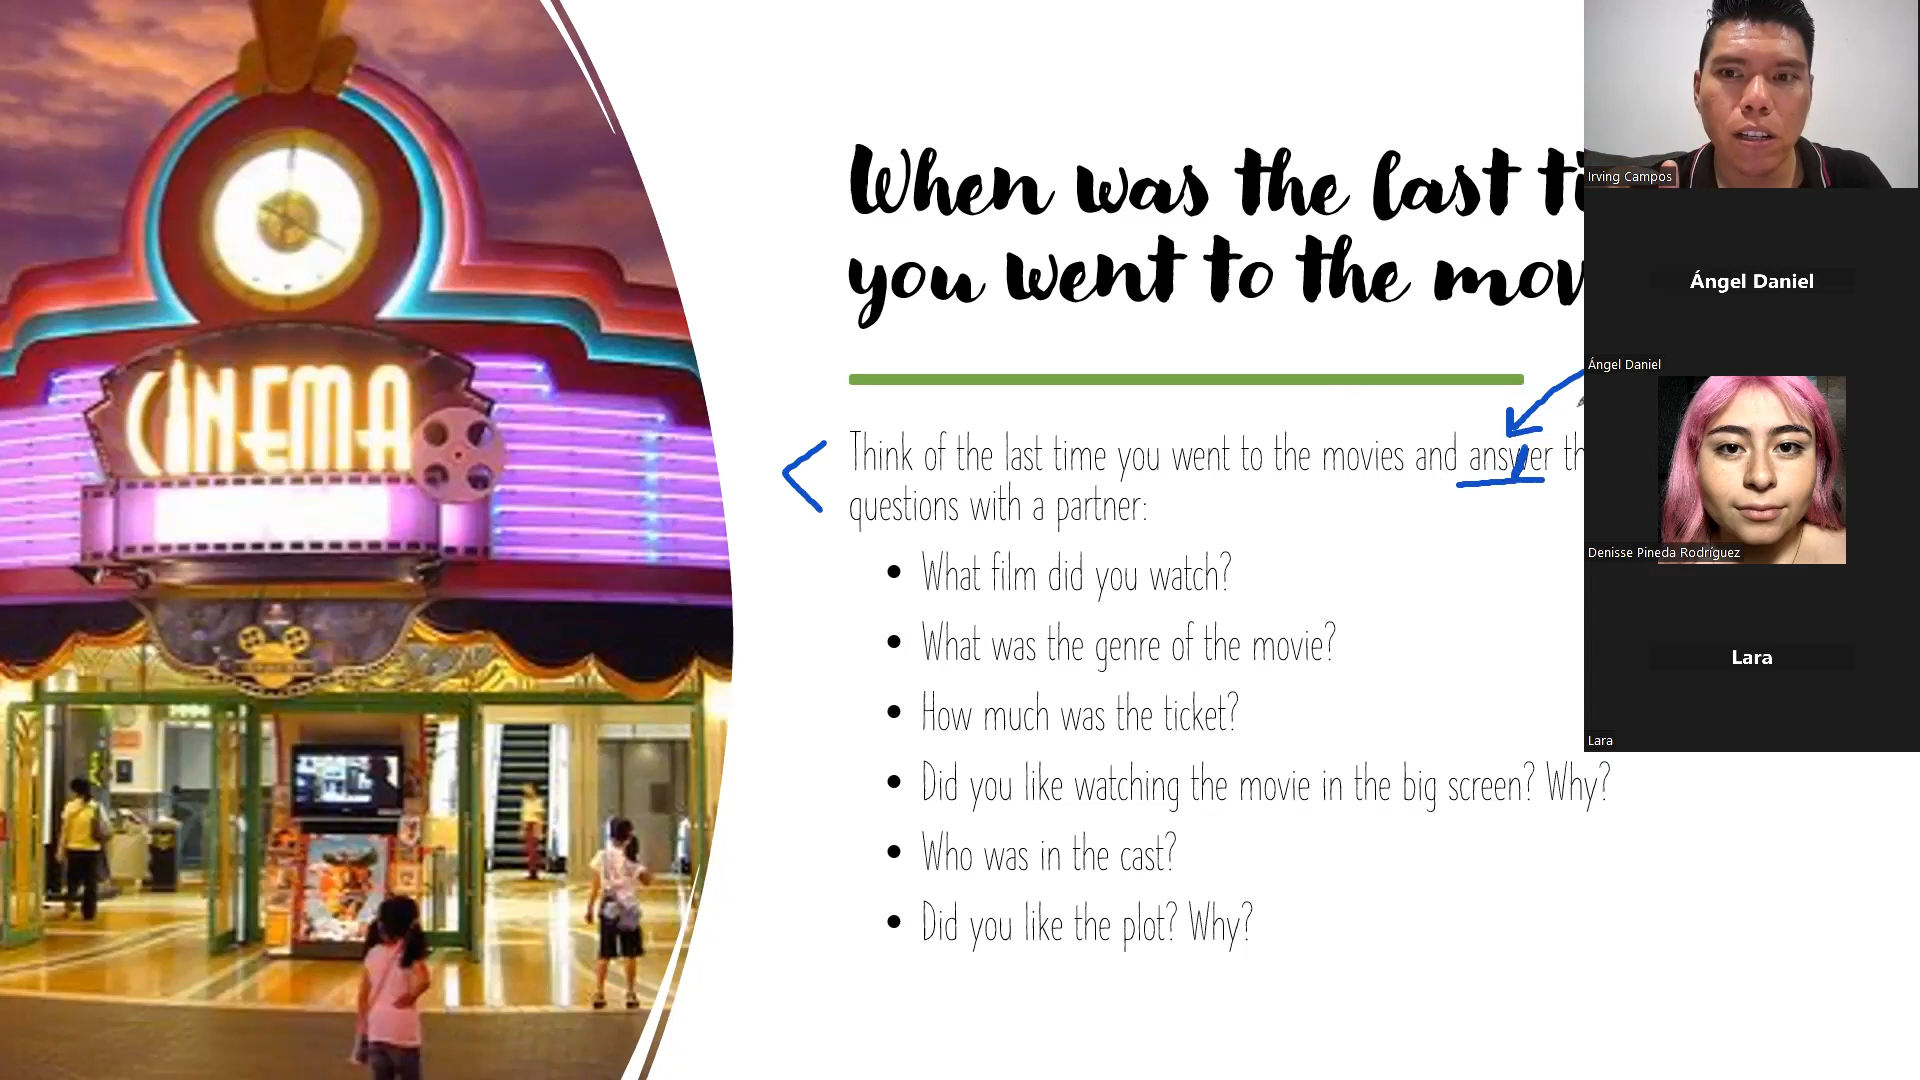 CINEMA
When was the last ti
you went to the mov
Think of the last time you went to the movies and answer th
questions with a partner:
• What film did you watch?
• What was the genre of the movie?
• How much was the ticket?
• Did you like watching the movie in the big screen? Why?
• Who was in the cast?
• Did you like the plot? Why?
Irving Campos
Ángel Daniel
Ángel Daniel
Denisse Pineda Rodríguez
Lara
Lara